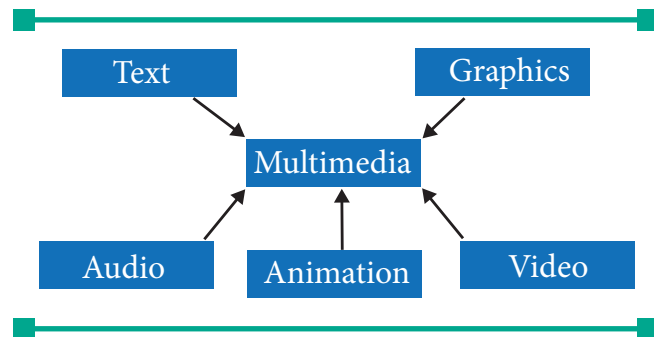 Text
Graphics
Multimedia
Audio
Animation
Video